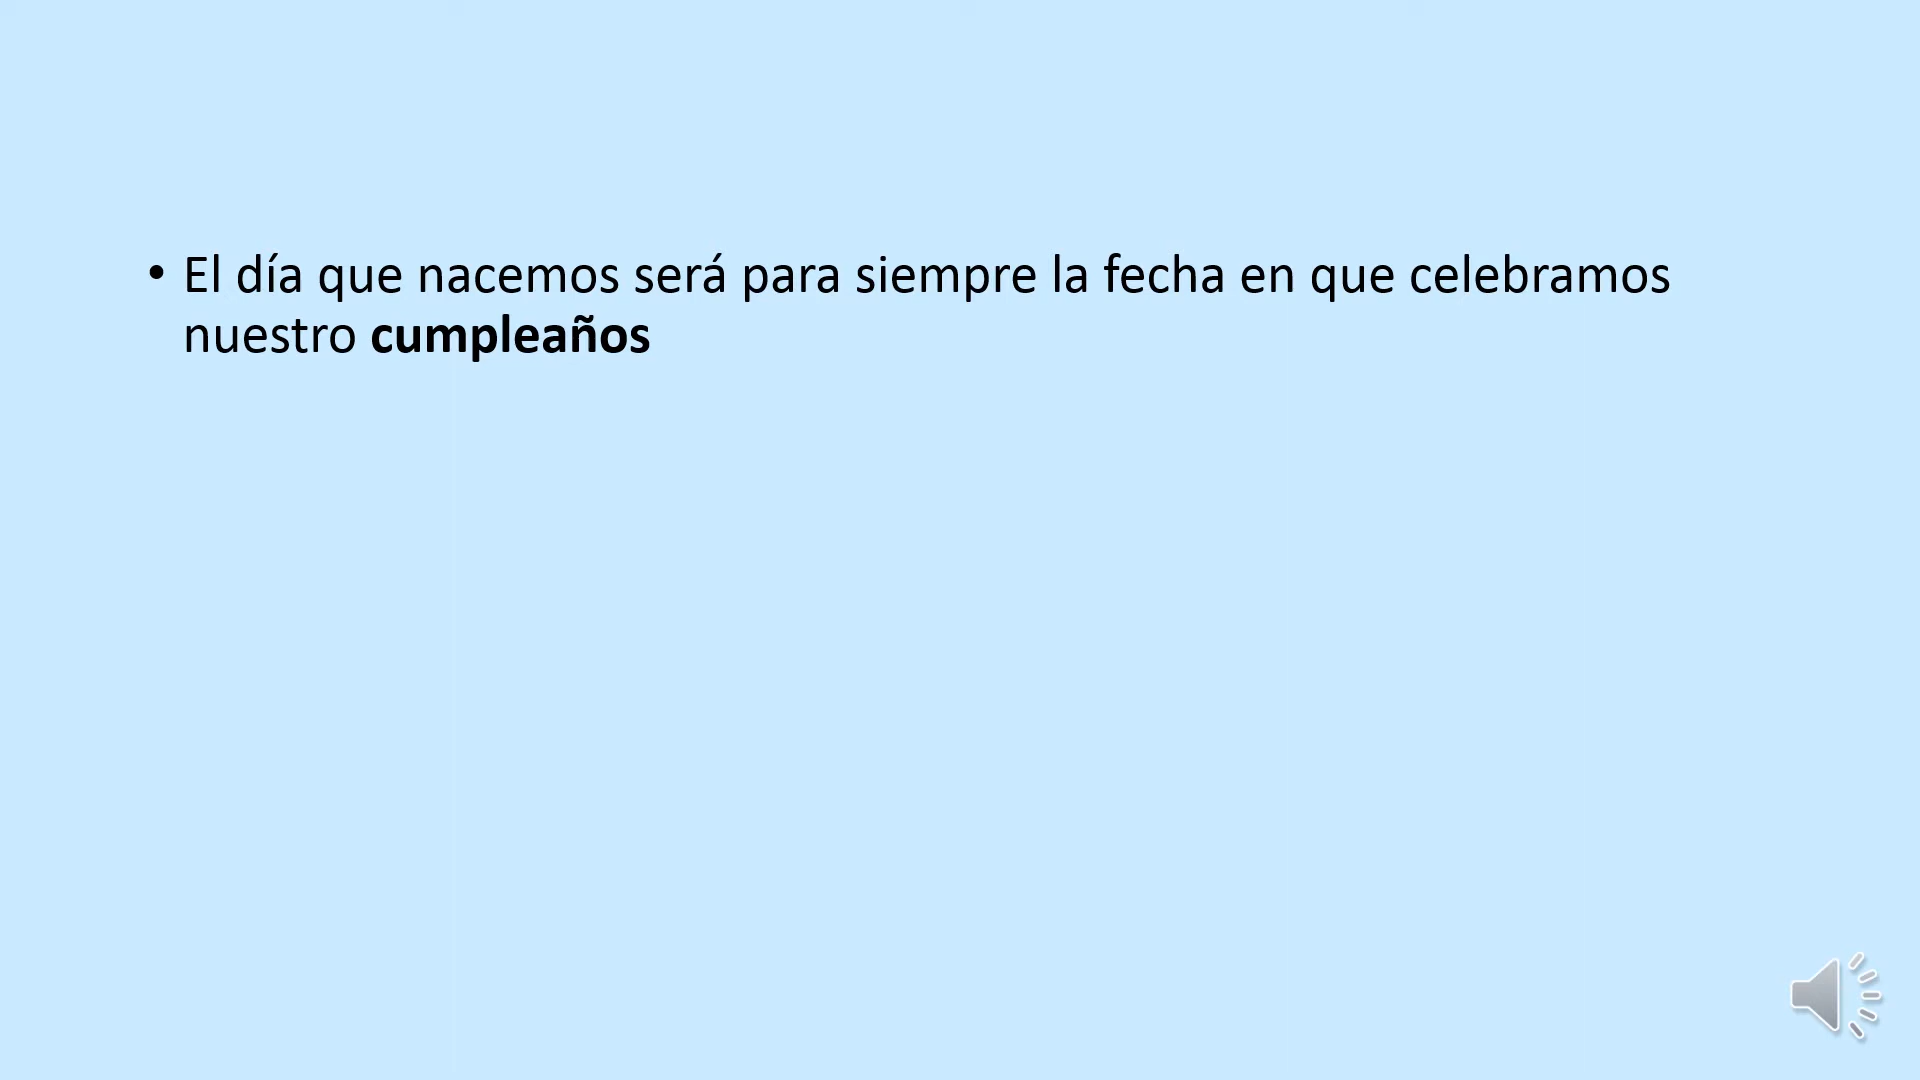 • El día que nacemos será para siempre la fecha en que celebramos
nuestro cumpleaños